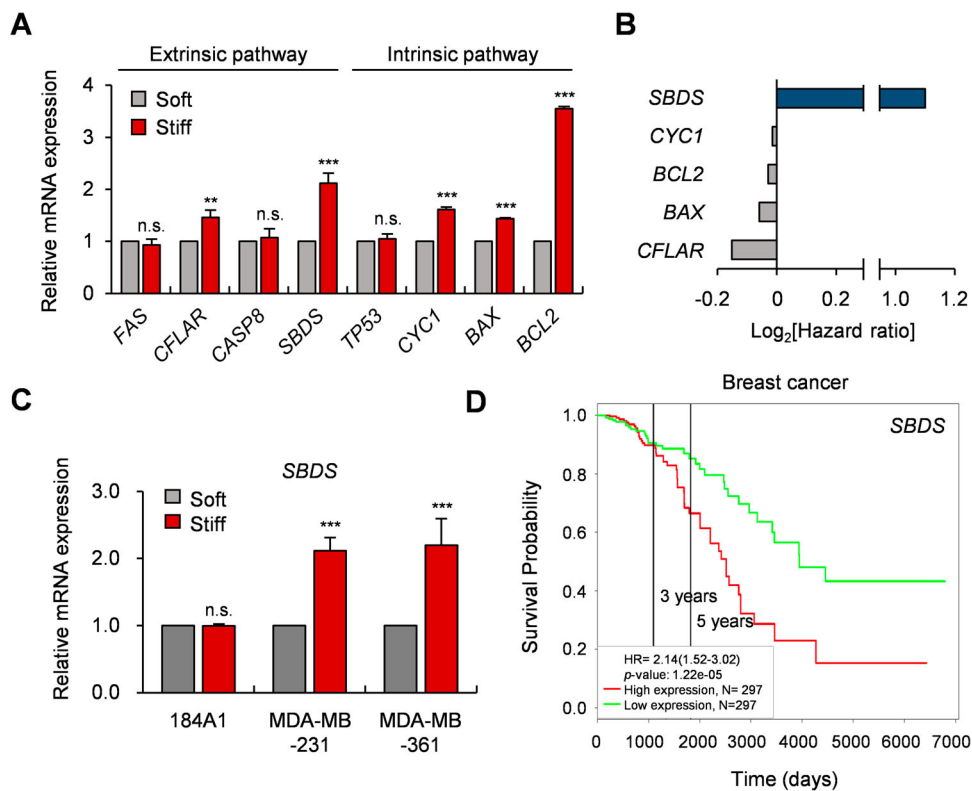 A
Extrinsic pathway
Intrinsic pathway
Soft
Stiff
Relative mRNA expression
4
3
2
1
0
n.s.
**
n.s.
***
n.s.
***
***
***
FAS
CFLAR
CASP8
SBDS
TP53
CYC1
BAX
BCL2
B
SBDS
CYC1
BCL2
BAX
CFLAR
-0.2
0
0.2
1.0
1.2
Log₂[Hazard ratio]
C
SBDS
Soft
Stiff
Relative mRNA expression
3.0
2.0
1.0
0.0
n.s.
***
***
184A1
MDA-MB
-231
MDA-MB
-361
D
Breast cancer
SBDS
Survival Probability
1.0
0.8
0.6
0.4
0.2
0.0
3 years
5 years
HR= 2.14(1.52-3.02)
p-value: 1.22e-05
High expression, N= 297
Low expression, N=297
0
1000
2000
3000
4000
5000
6000
7000
Time (days)